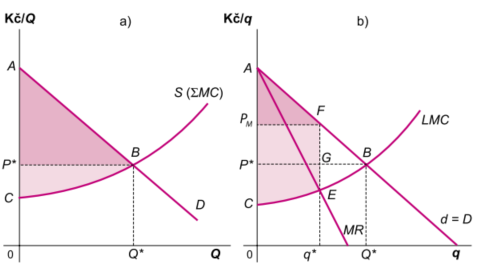 Kč/Q
a)
A
S (ΣMC)
B
P*
C
D
0
Q*
Q
Kč/q
b)
A
F
P_M
LMC
P*
G
B
C
E
d = D
MR
0
q*
Q*
q